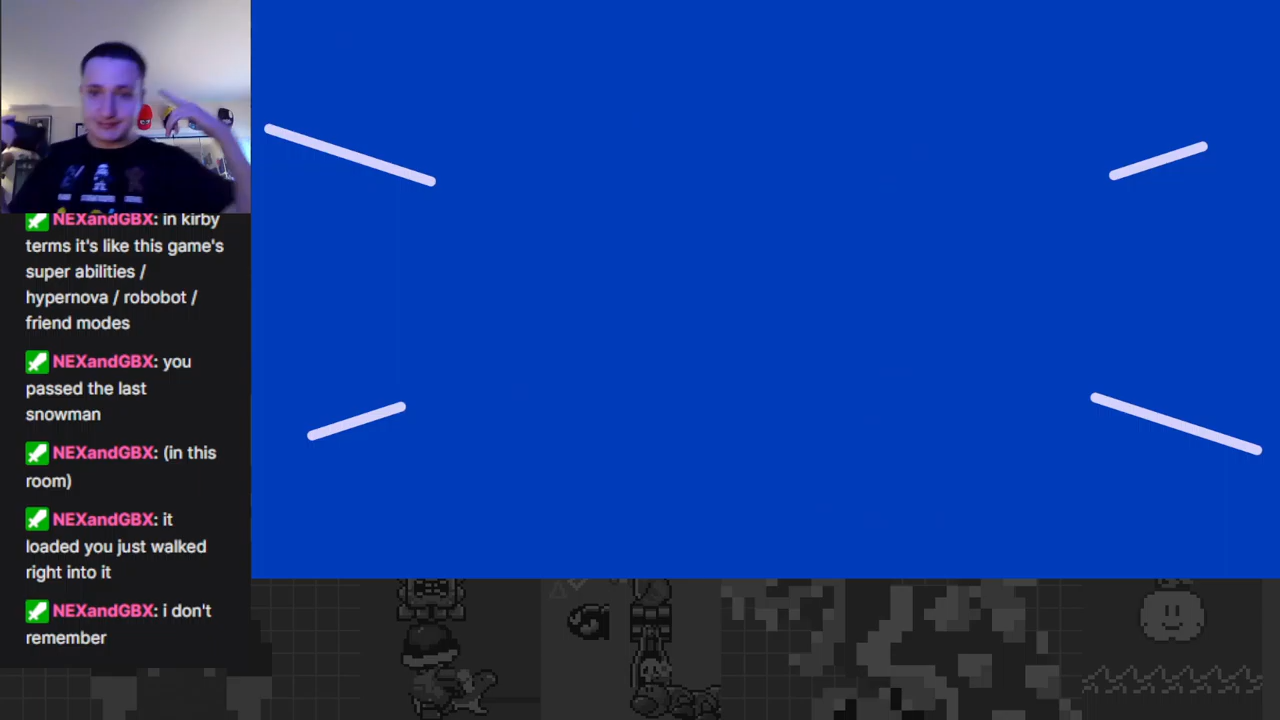 NEXandGBX: in kirby
terms it's like this game's
super abilities /
hypernova / robobot /
friend modes
NEXandGBX: you
passed the last
snowman
NEXandGBX: (in this
room)
NEXandGBX: it
loaded you just walked
right into it
NEXandGBX: i don't
remember